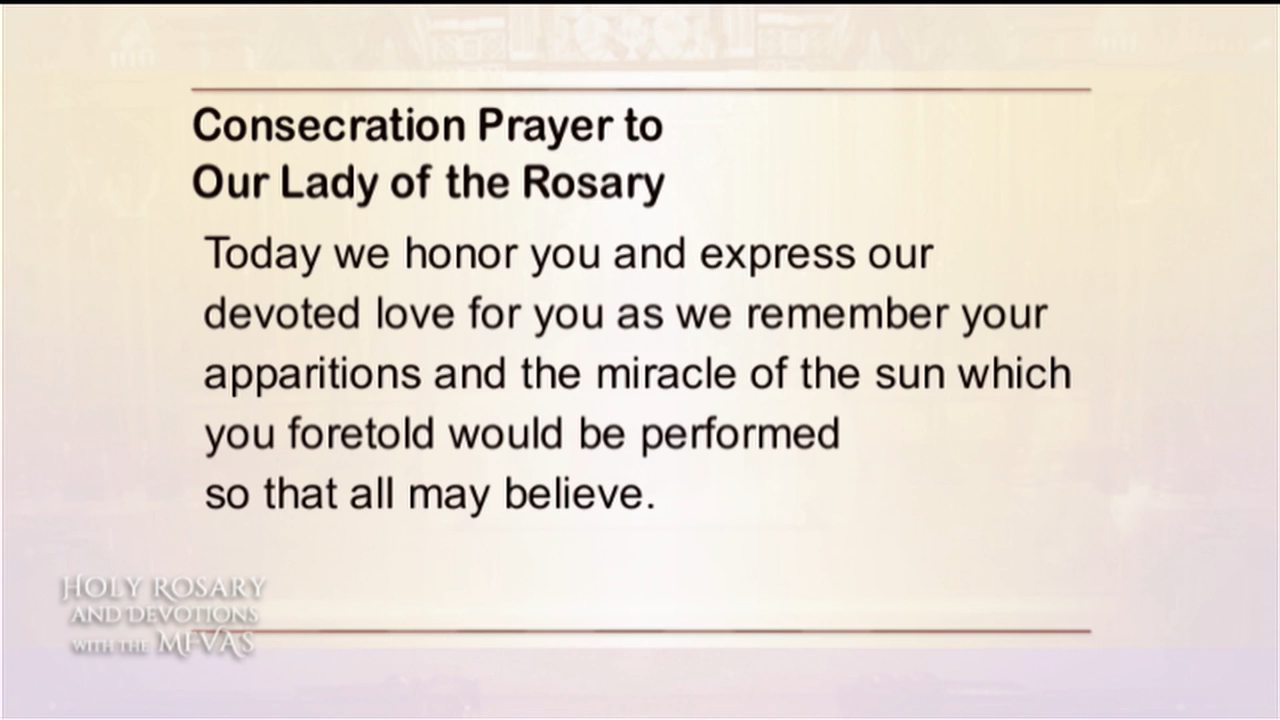 Consecration Prayer to
Our Lady of the Rosary
Today we honor you and express our
devoted love for you as we remember your
apparitions and the miracle of the sun which
you foretold would be performed
so that all may believe.
HOLY ROSARY
AND DEVOTIONS
WITH THE MFVAS